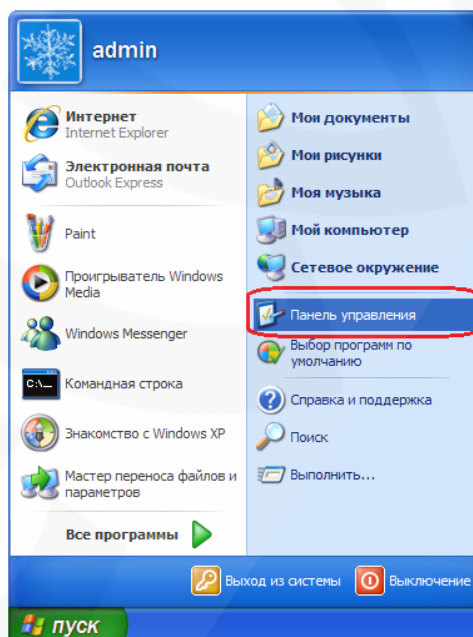 admin
Интернет
Internet Explorer
Электронная почта
Outlook Express
Paint
Проигрыватель Windows
Media
Windows Messenger
C:\_
Командная строка
Знакомство с Windows XP
Мастер переноса файлов и
параметров
Все программы
Мои документы
Мои рисунки
Моя музыка
Мой компьютер
Сетевое окружение
Панель управления
Выбор программ по
умолчанию
Справка и поддержка
Поиск
Выполнить...
Выход из системы
Выключение
пуск